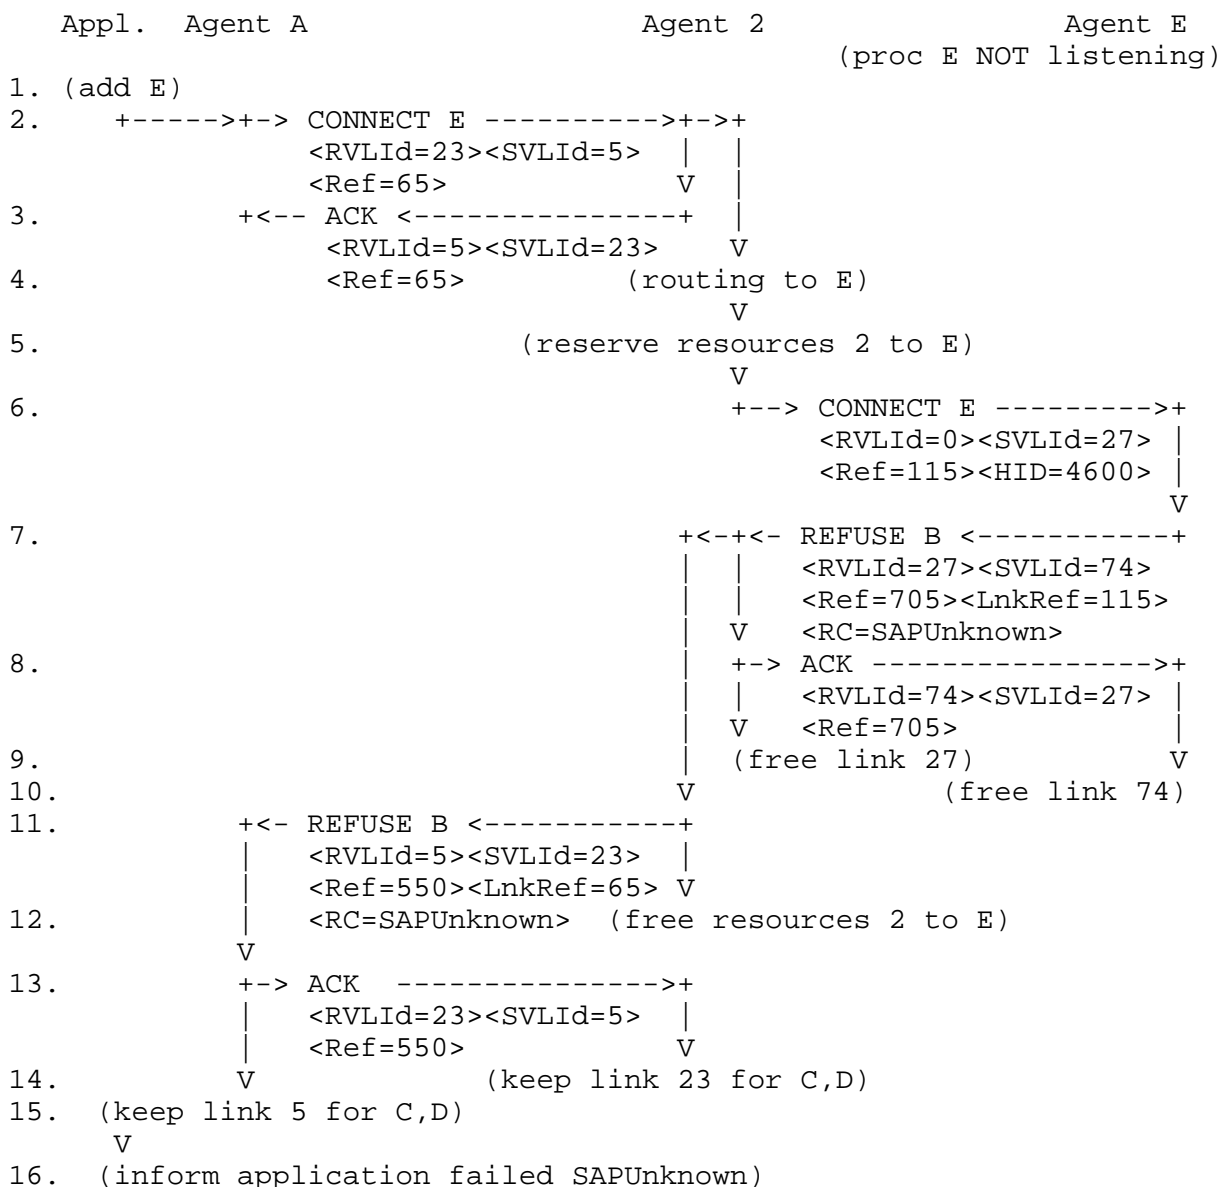 Appl.  Agent A                   Agent 2                 Agent E
                                               (proc E NOT listening)
1. (add E)
2.      +----->+-> CONNECT E ---------->+->+
                 <RVLId=23><SVLId=5>  |  |
                 <Ref=65>             V  |
3.           +<-- ACK <---------------+  |
                  <RVLId=5><SVLId=23>    V
4.                <Ref=65>         (routing to E)
                                         V
5.                           (reserve resources 2 to E)
                                         V
6.                                       +--> CONNECT E --------->+
                                              <RVLId=0><SVLId=27> |
                                              <Ref=115><HID=4600> |
                                                                  V
7.                                    +<-+<- REFUSE B <-----------+
                                      |  |   <RVLId=27><SVLId=74>
                                      |  |   <Ref=705><LnkRef=115>
                                      |  V   <RC=SAPUnknown>
8.                                    |  +-> ACK ---------------->+
                                      |  |   <RVLId=74><SVLId=27> |
                                      |  V   <Ref=705>            |
9.                                    |  (free link 27)           V
10.                                   V              (free link 74)
11.          +<- REFUSE B <-----------+
             |   <RVLId=5><SVLId=23>  |
             |   <Ref=550><LnkRef=65> V
12.          |   <RC=SAPUnknown>  (free resources 2 to E)
             V
13.          +-> ACK  --------------->+
             |   <RVLId=23><SVLId=5>  |
             |   <Ref=550>            V
14.          V             (keep link 23 for C,D)
15.  (keep link 5 for C,D)
      V
16.  (inform application failed SAPUnknown)